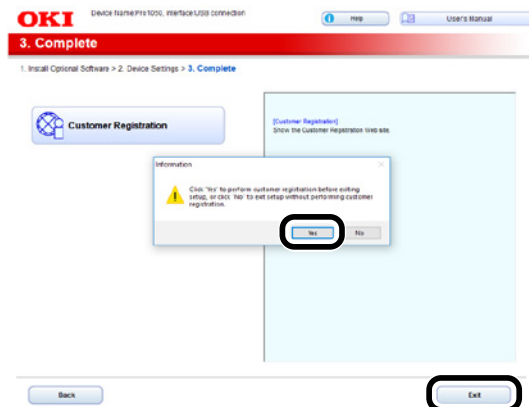 OKI
Device Name:Pro1050, Interface:USB connection
Help
User's Manual
3. Complete
1. Install Optional Software > 2. Device Settings > 3. Complete
Customer Registration
[Customer Registration]
Show the Customer Registration Web site.
Information
Click 'Yes' to perform customer registration before exiting
setup, or click 'No' to exit setup without performing customer
registration.
Yes
No
Back
Exit